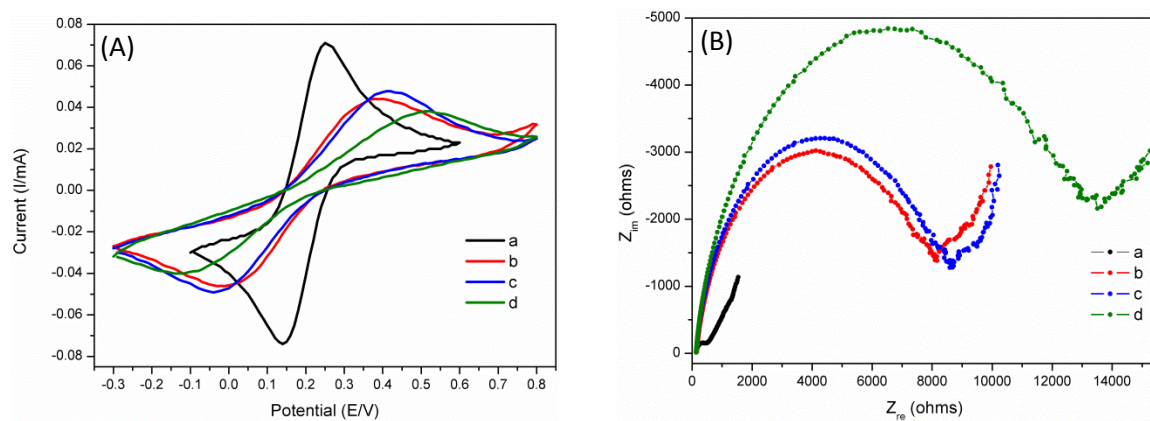 (A)
Current (I/mA)
0.08
0.06
0.04
0.02
0.00
-0.02
-0.04
-0.06
-0.08
-0.3 -0.2 -0.1 0.0 0.1 0.2 0.3 0.4 0.5 0.6 0.7 0.8
Potential (E/V)
a
b
c
d
(B)
Zim (ohms)
-5000
-4000
-3000
-2000
-1000
0
0 2000 4000 6000 8000 10000 12000 14000
Zre (ohms)
a
b
c
d